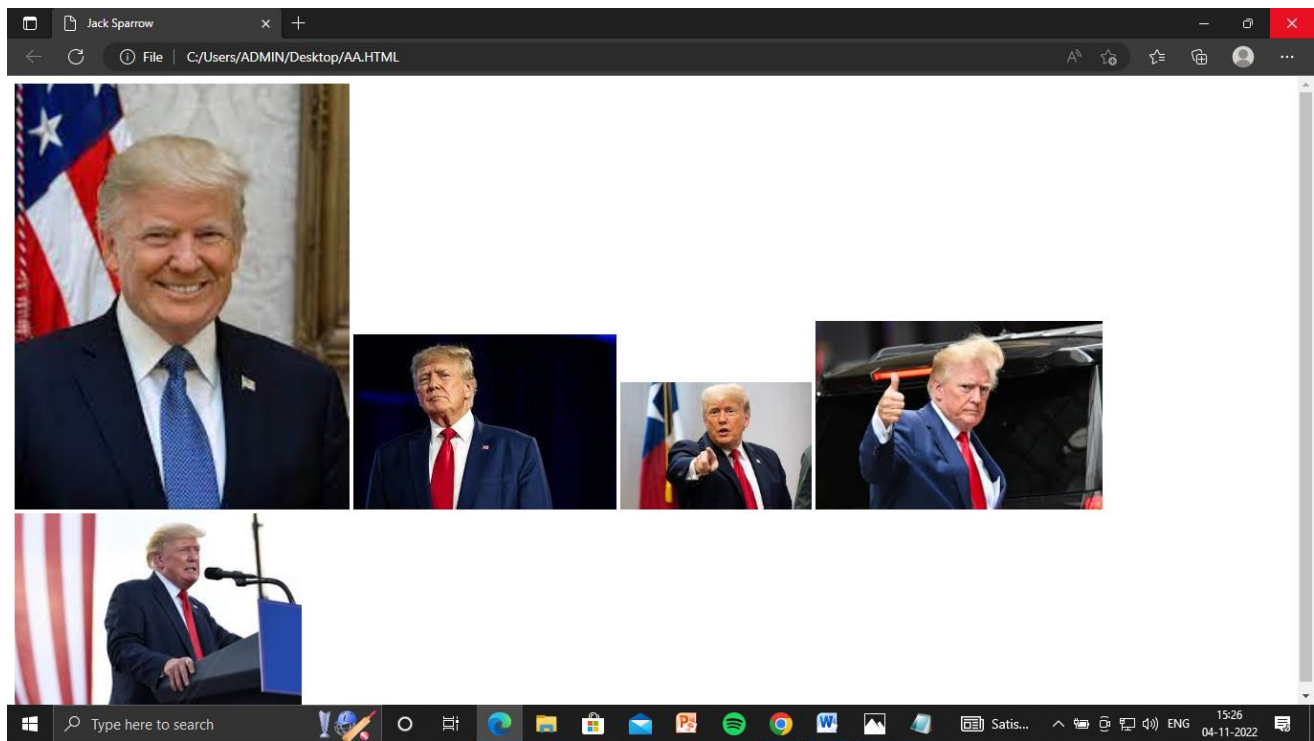 Jack Sparrow
File C:/Users/ADMIN/Desktop/AA.HTML
Type here to search
Satis...
ENG
15:26
04-11-2022